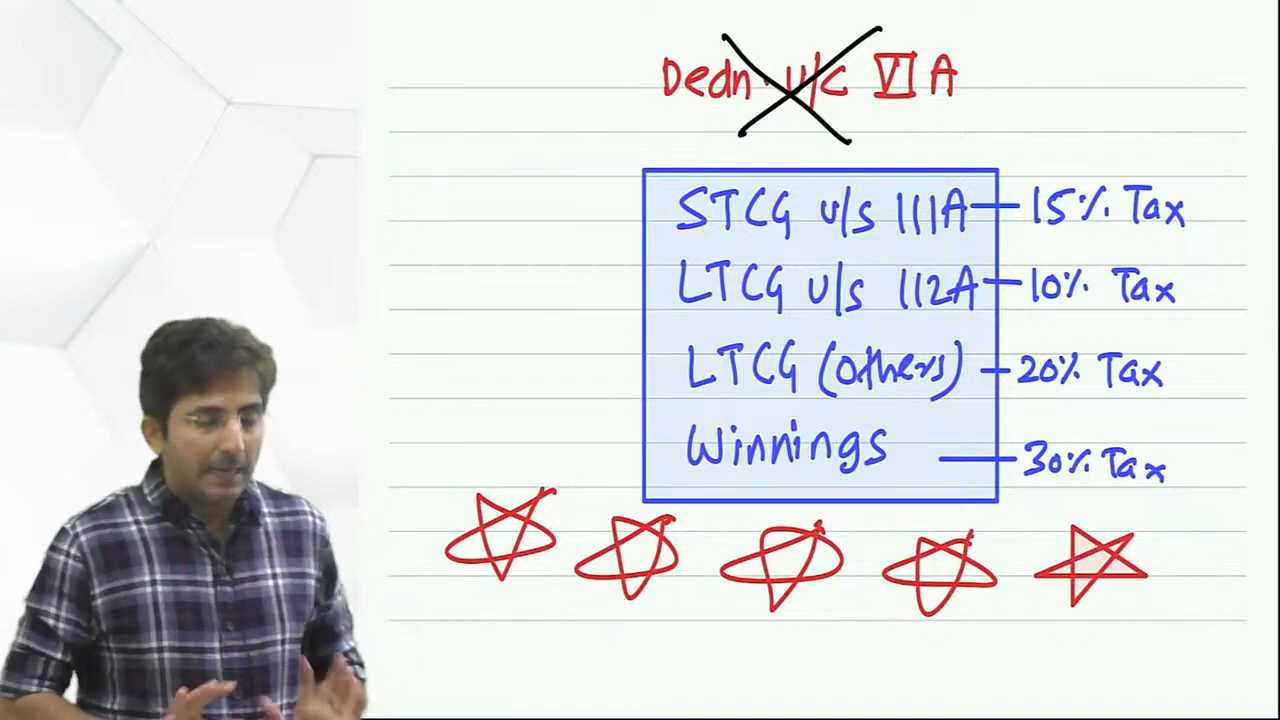 Dedn. u/c VI A
STCG u/s 111A — 15% Tax
LTCG u/s 112A — 10% Tax
LTCG (others) — 20% Tax
Winnings — 30% Tax